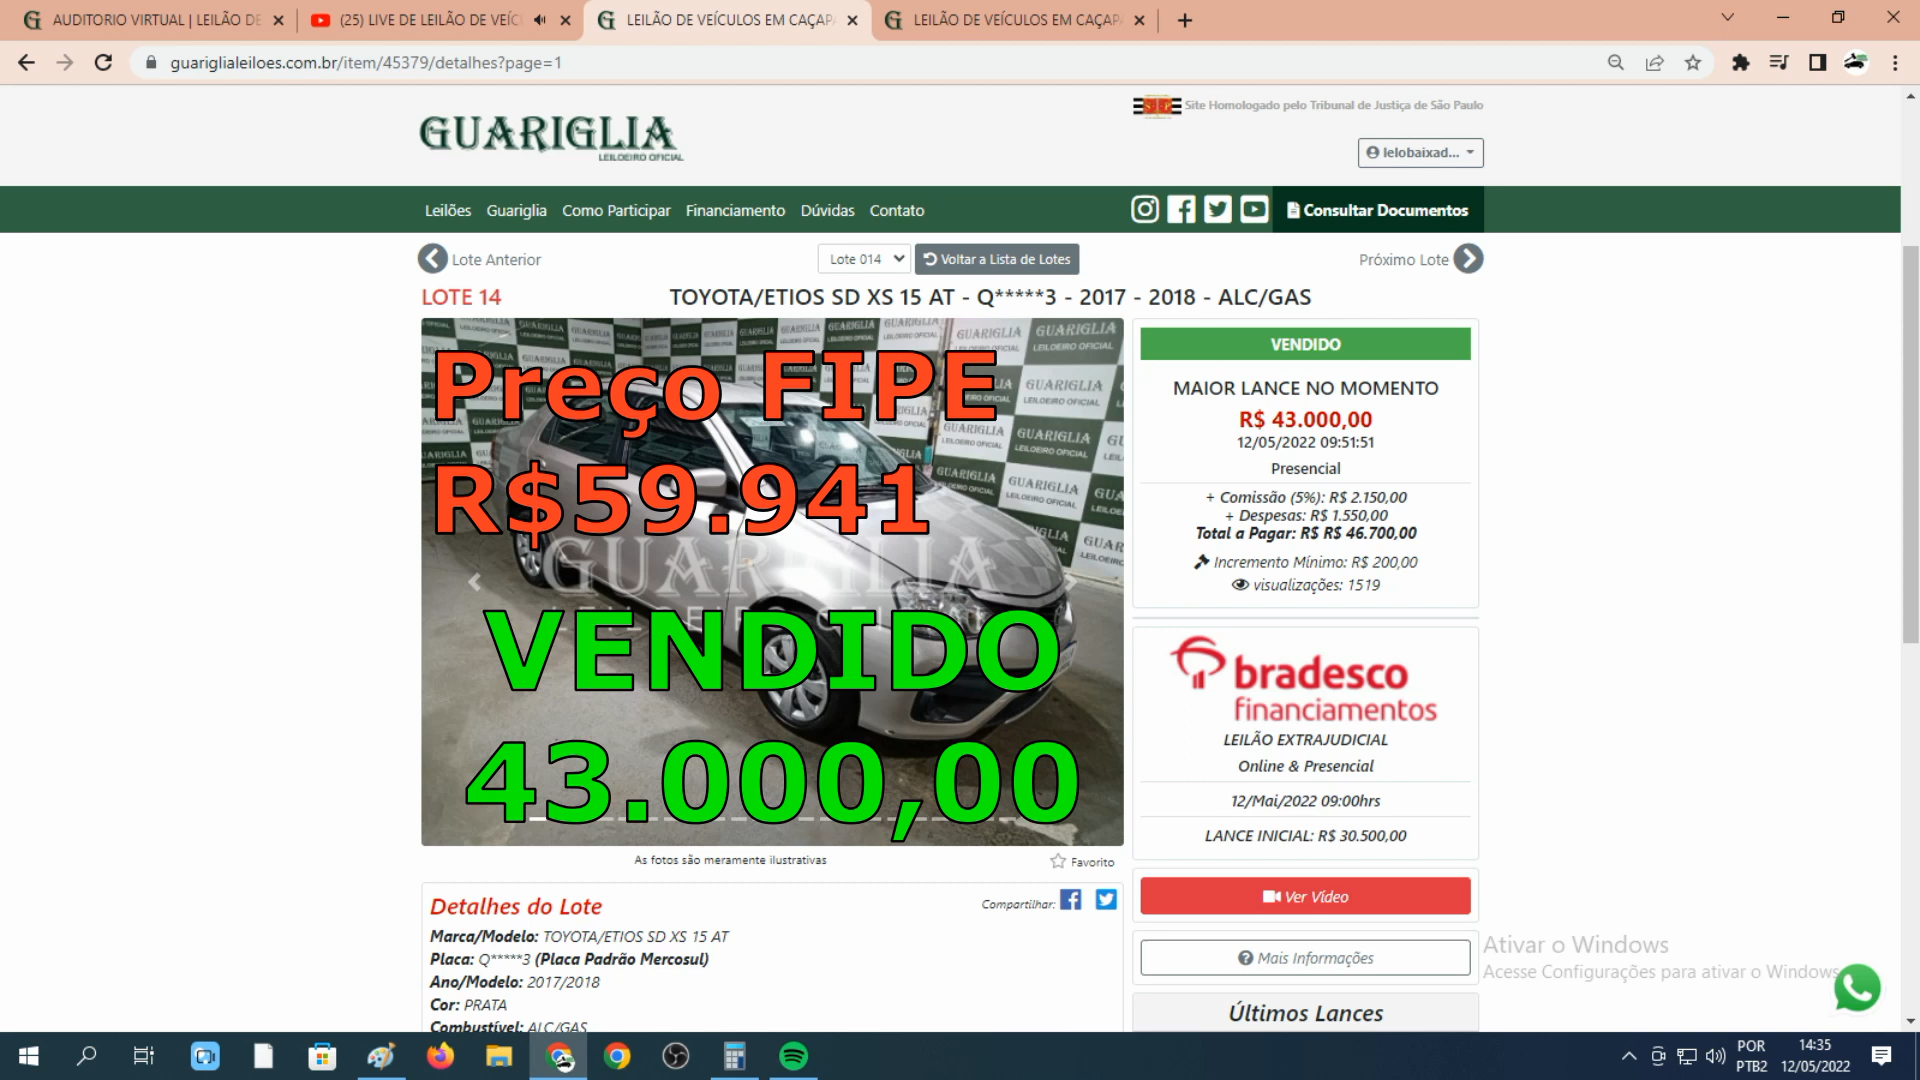 AUDITORIO VIRTUAL | LEILÃO DE
(25) LIVE DE LEILÃO DE VEÍC
LEILÃO DE VEÍCULOS EM CAÇAPA
LEILÃO DE VEÍCULOS EM CAÇAPA
guariglialeiloes.com.br/item/45379/detalhes?page=1
GUARIGLIA
LEILOEIRO OFICIAL
Site Homologado pelo Tribunal de Justiça de São Paulo
lelobaixad...
Leilões Guariglia Como Participar Financiamento Dúvidas Contato
Consultar Documentos
Lote Anterior
Lote 014
Voltar a Lista de Lotes
Próximo Lote
LOTE 14
TOYOTA/ETIOS SD XS 15 AT - Q*****3 - 2017 - 2018 - ALC/GAS
Preço FIPE
R$59.941
GUARIGLIA
VENDIDO
43.000,00
As fotos são meramente ilustrativas
Favorito
VENDIDO
MAIOR LANCE NO MOMENTO
R$ 43.000,00
12/05/2022 09:51:51
Presencial
+ Comissão (5%): R$ 2.150,00
+ Despesas: R$ 1.550,00
Total a Pagar: R$ R$ 46.700,00
Incremento Mínimo: R$ 200,00
visualizações: 1519
bradesco
financiamentos
LEILÃO EXTRAJUDICIAL
Online & Presencial
12/Mai/2022 09:00hrs
LANCE INICIAL: R$ 30.500,00
Ver Vídeo
Mais Informações
Últimos Lances
Detalhes do Lote
Compartilhar:
Marca/Modelo: TOYOTA/ETIOS SD XS 15 AT
Placa: Q*****3 (Placa Padrão Mercosul)
Ano/Modelo: 2017/2018
Cor: PRATA
Combustível: ALC/GAS
Ativar o Windows
Acesse Configurações para ativar o Windows
POR
PTB2
14:35
12/05/2022